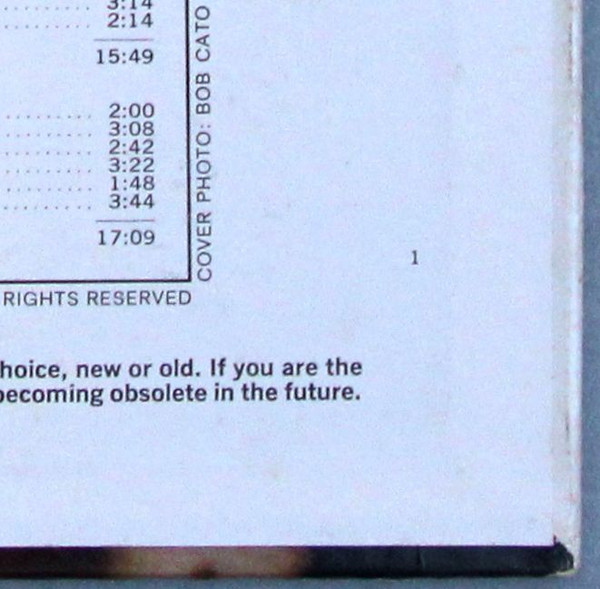 3:14
2:14
15:49
2:00
3:08
2:42
3:22
1:48
3:44
17:09
COVER PHOTO: BOB CATO
1
RIGHTS RESERVED
hoice, new or old. If you are the
becoming obsolete in the future.